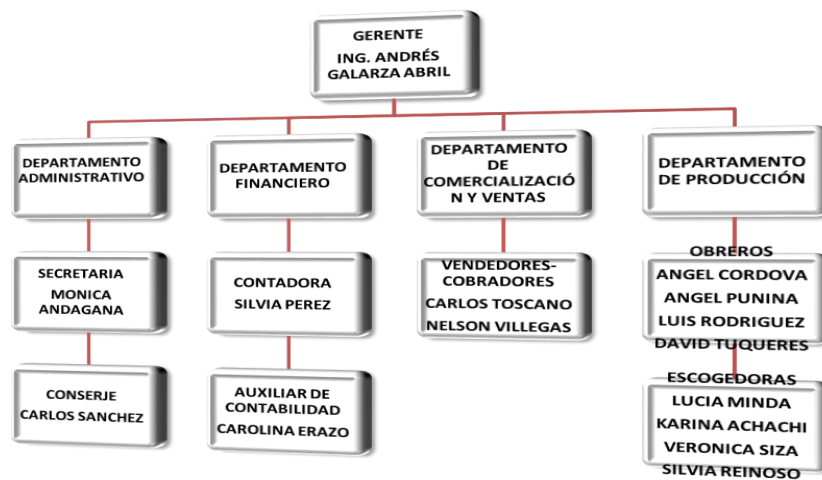 GERENTE
ING. ANDRÉS
GALARZA ABRIL
DEPARTAMENTO
ADMINISTRATIVO
SECRETARIA
MONICA
ANDAGANA
CONSERJE
CARLOS SANCHEZ
DEPARTAMENTO
FINANCIERO
CONTADORA
SILVIA PEREZ
AUXILIAR DE
CONTABILIDAD
CAROLINA ERAZO
DEPARTAMENTO
DE
COMERCIALIZACIÓ
N Y VENTAS
VENDEDORES-
COBRADORES
CARLOS TOSCANO
NELSON VILLEGAS
DEPARTAMENTO
DE PRODUCCIÓN
OBREROS
ANGEL CORDOVA
ANGEL PUNINA
LUIS RODRIGUEZ
DAVID TUQUERES
ESCOGEDORAS
LUCIA MINDA
KARINA ACHACHI
VERONICA SIZA
SILVIA REINOSO